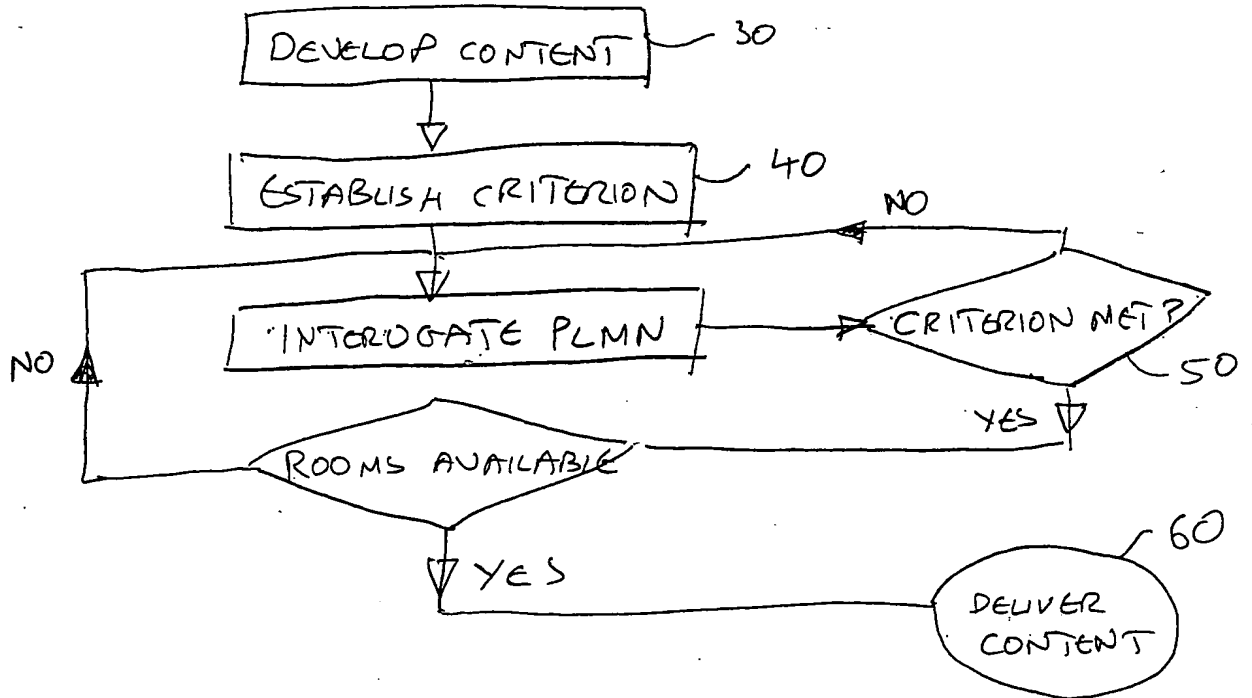 DEVELOP CONTENT
30
ESTABLISH CRITERION
40
NO
INTEROGATE PLMN
CRITERION MET?
50
NO
YES
ROOMS AVAILABLE
YES
60
DELIVER
CONTENT